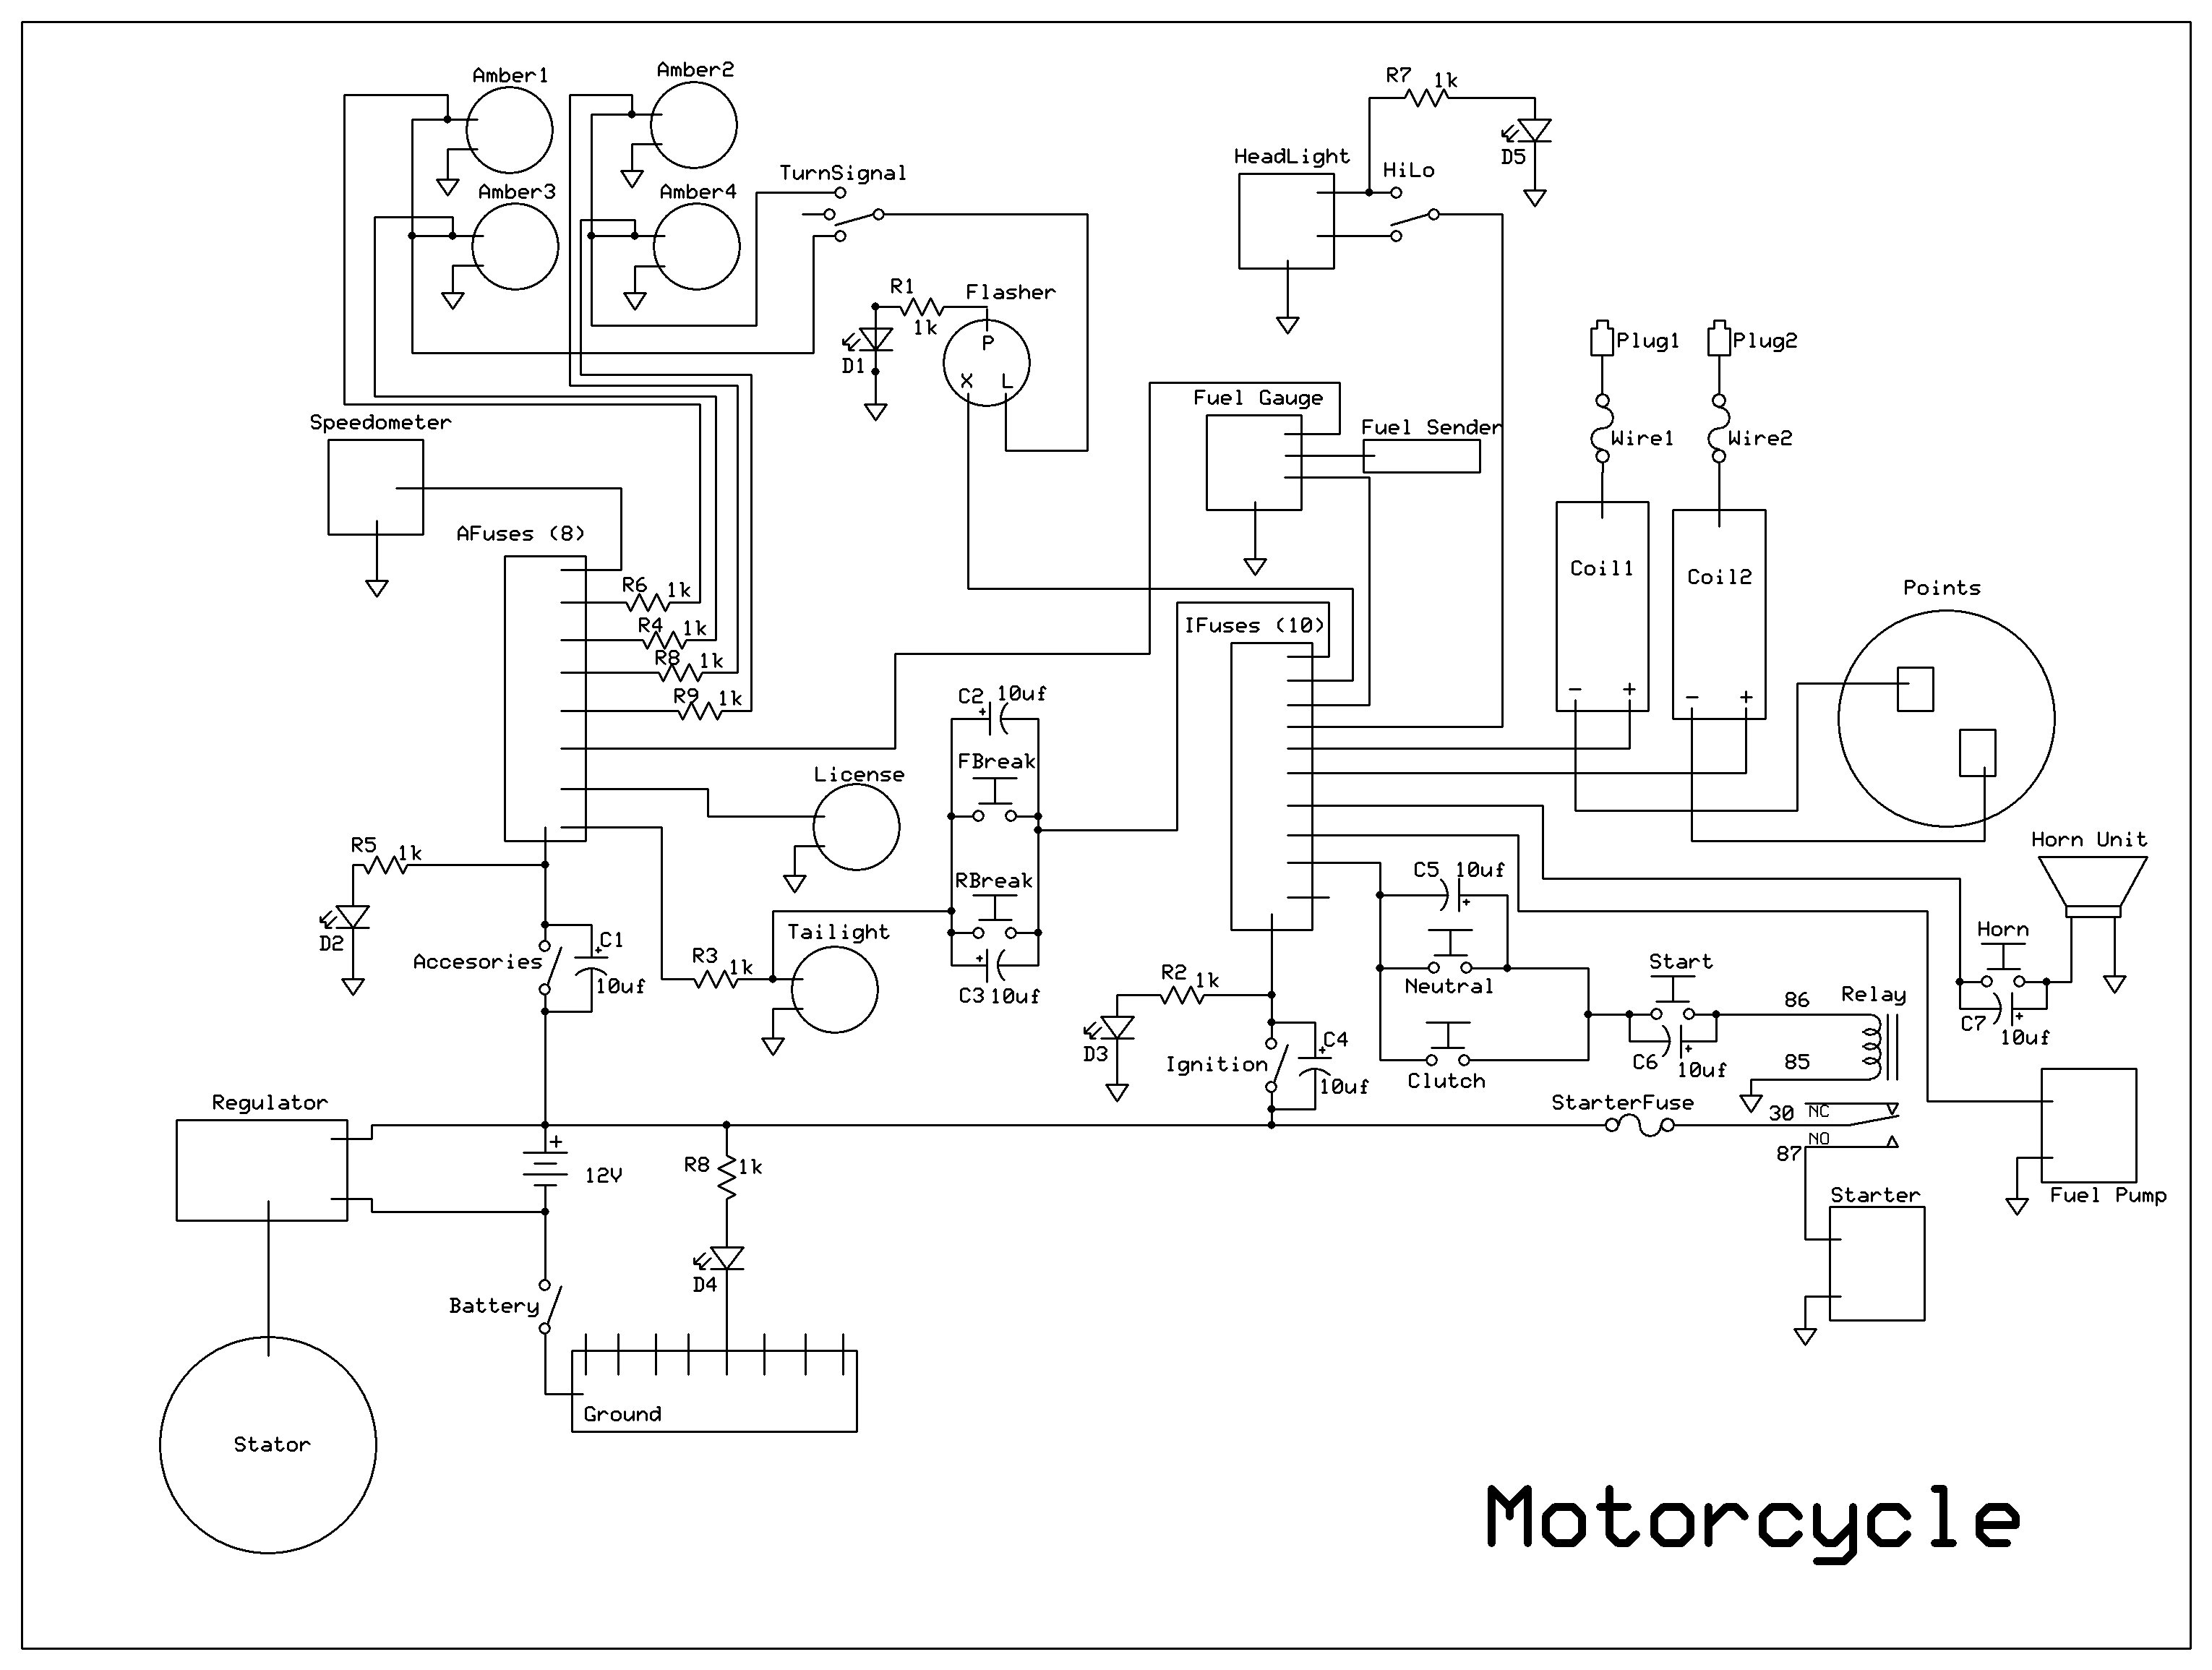 Amber1
Amber2
R7 1k
D5
HeadLight
HiLo
TurnSignal
Amber3
Amber4
R1
1k
Flasher
P
X L
D1
Plug1
Plug2
Fuel Gauge
Speedometer
Fuel Sender
Wire1
Wire2
AFuses (8)
Coil1
Coil2
Points
R6 1k
R4 1k
R8 1k
R9 1k
IFuses (10)
- +
- +
C2 10uf
FBreak
License
R5 1k
Horn Unit
C5 10uf
RBreak
D2
Accesories
C1
+
10uf
R3 1k
Tailight
+
C3 10uf
R2 1k
Neutral
Start
Horn
86
Relay
C7
+
10uf
D3
Ignition
C4
+
10uf
Clutch
C6
+
10uf
85
Regulator
StarterFuse
30 NC
NO
87
+
12V
R8 1k
Starter
Fuel Pump
D4
Battery
Ground
Stator
Motorcycle